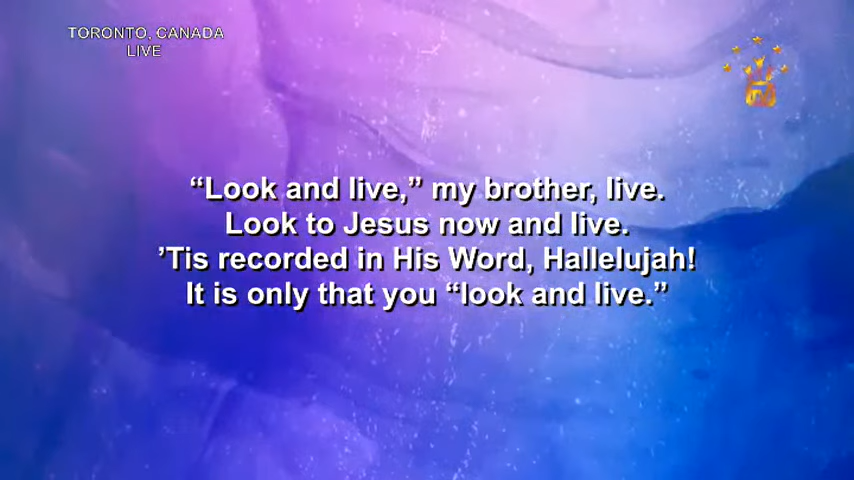 TORONTO, CANADA
LIVE
“Look and live,” my brother, live.
Look to Jesus now and live.
’Tis recorded in His Word, Hallelujah!
It is only that you “look and live.”